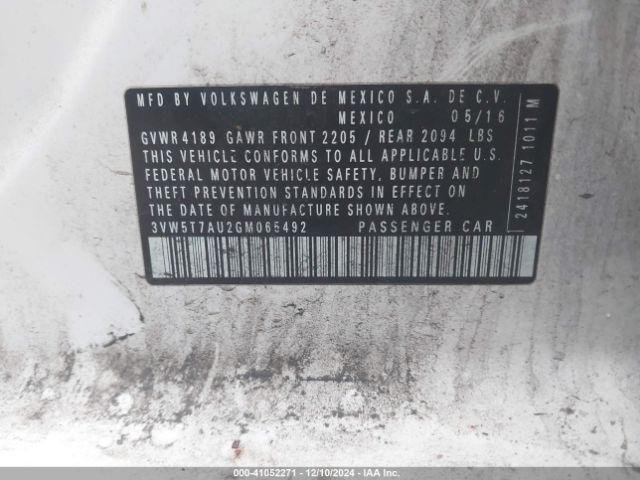 MFD BY VOLKSWAGEN DE MEXICO S.A. DE C.V.
MEXICO 05/16
GVWR 4189 GAWR FRONT 2205 / REAR 2094 LBS
THIS VEHICLE CONFORMS TO ALL APPLICABLE U.S.
FEDERAL MOTOR VEHICLE SAFETY, BUMPER AND
THEFT PREVENTION STANDARDS IN EFFECT ON
THE DATE OF MANUFACTURE SHOWN ABOVE.
3VW5T7AU2GM066492 PASSENGER CAR
2418127 1011 M
000-41052271 - 12/10/2024 - IAA Inc.